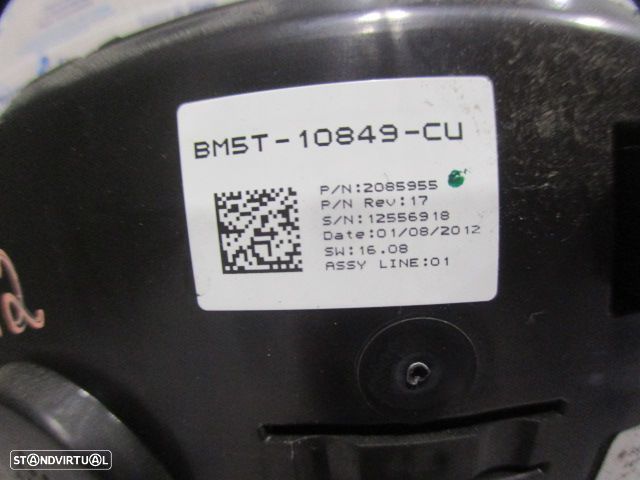 BM5T-10849-CU
P/N:2085955
P/N Rev:17
S/N:12556918
Date:01/08/2012
SW:16.08
ASSY LINE:01
STANDVIRTUAL